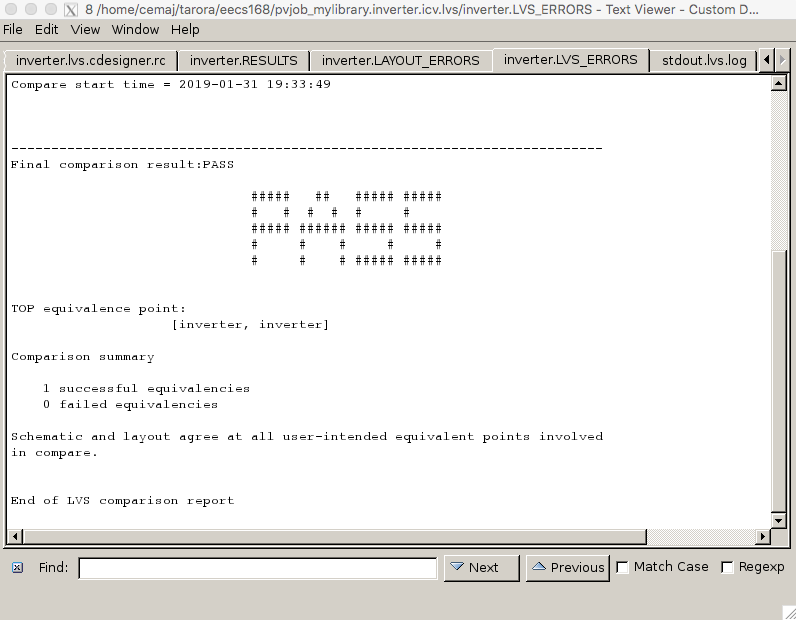 8 /home/cemaj/tarora/eecs168/pvjob_mylibrary.inverter.icv.lvs/inverter.LVS_ERRORS - Text Viewer - Custom D...
File Edit View Window Help
inverter.lvs.cdesigner.rc inverter.RESULTS inverter.LAYOUT_ERRORS inverter.LVS_ERRORS stdout.lvs.log
Compare start time = 2019-01-31 19:33:49
--------------------------------------------------------------------------
Final comparison result:PASS
##### ## ##### #####
# # # # # #
##### ###### ##### #####
# # # # #
# # # ##### #####
TOP equivalence point:
[inverter, inverter]
Comparison summary
1 successful equivalencies
0 failed equivalencies
Schematic and layout agree at all user-intended equivalent points involved
in compare.
End of LVS comparison report
Find: Next Previous Match Case Regexp